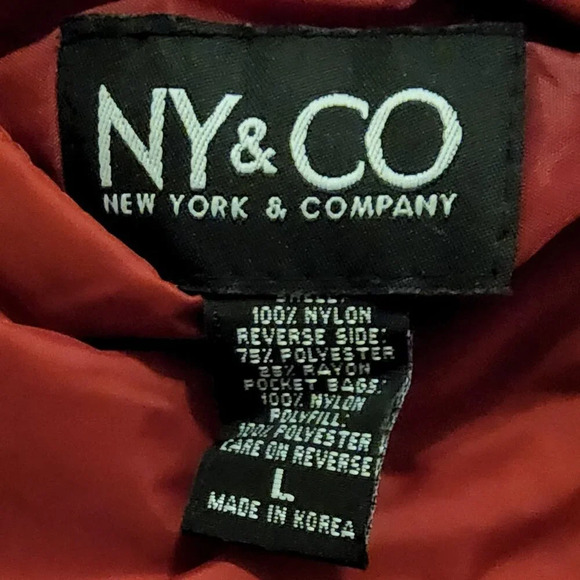 NY&CO
NEW YORK & COMPANY
SHELL:
100% NYLON
REVERSE SIDE:
75% POLYESTER
25% RAYON
POCKET BAGS:
100% NYLON
POLYFILL:
100% POLYESTER
CARE ON REVERSE
L
MADE IN KOREA